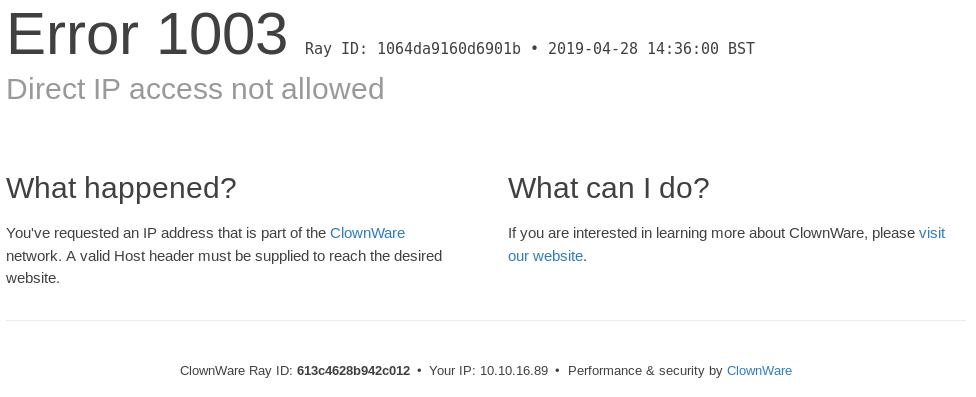 Error 1003 Ray ID: 1064da9160d6901b • 2019-04-28 14:36:00 BST
Direct IP access not allowed
What happened?
You've requested an IP address that is part of the ClownWare
network. A valid Host header must be supplied to reach the desired
website.
What can I do?
If you are interested in learning more about ClownWare, please visit
our website.
ClownWare Ray ID: 613c4628b942c012 • Your IP: 10.10.16.89 • Performance & security by ClownWare